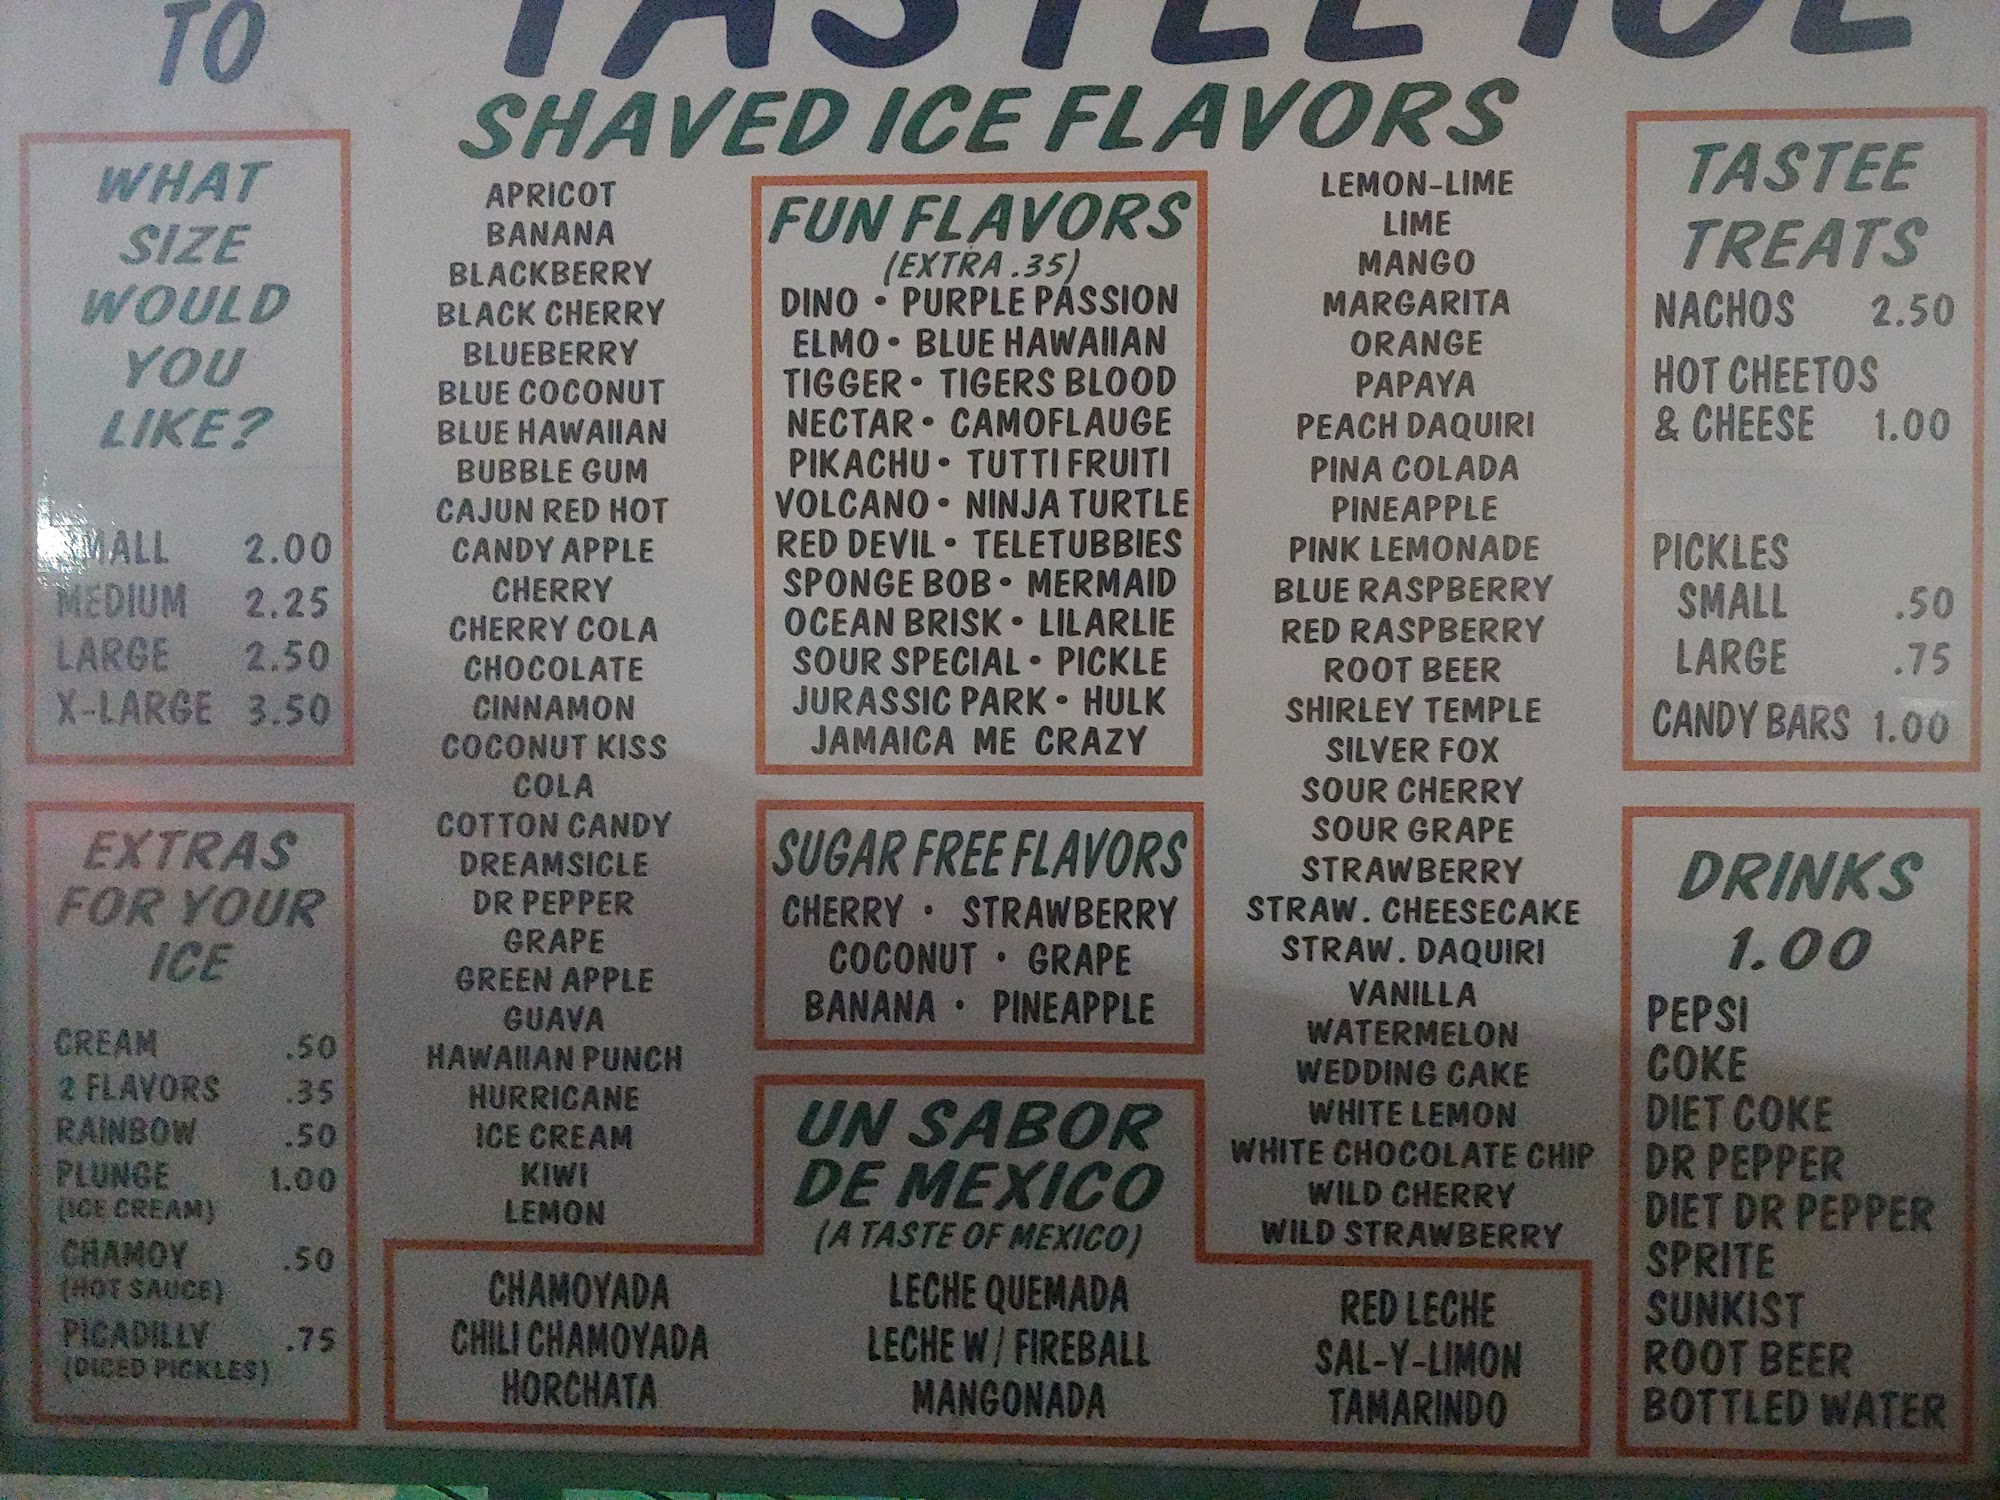 TO
TASTEE ICE
SHAVED ICE FLAVORS
WHAT
SIZE
WOULD
YOU
LIKE?
SMALL 2.00
MEDIUM 2.25
LARGE 2.50
X-LARGE 3.50
EXTRAS
FOR YOUR
ICE
CREAM .50
2 FLAVORS .35
RAINBOW .50
PLUNGE 1.00
(ICE CREAM)
CHAMOY .50
(HOT SAUCE)
PICADILLY .75
(DICED PICKLES)
APRICOT
BANANA
BLACKBERRY
BLACK CHERRY
BLUEBERRY
BLUE COCONUT
BLUE HAWAIIAN
BUBBLE GUM
CAJUN RED HOT
CANDY APPLE
CHERRY
CHERRY COLA
CHOCOLATE
CINNAMON
COCONUT KISS
COLA
COTTON CANDY
DREAMSICLE
DR PEPPER
GRAPE
GREEN APPLE
GUAVA
HAWAIIAN PUNCH
HURRICANE
ICE CREAM
KIWI
LEMON
FUN FLAVORS
(EXTRA .35)
DINO • PURPLE PASSION
ELMO • BLUE HAWAIIAN
TIGGER • TIGERS BLOOD
NECTAR • CAMOFLAUGE
PIKACHU • TUTTI FRUITI
VOLCANO • NINJA TURTLE
RED DEVIL • TELETUBBIES
SPONGE BOB • MERMAID
OCEAN BRISK • LILARLIE
SOUR SPECIAL • PICKLE
JURASSIC PARK • HULK
JAMAICA ME CRAZY
SUGAR FREE FLAVORS
CHERRY • STRAWBERRY
COCONUT • GRAPE
BANANA • PINEAPPLE
LEMON-LIME
LIME
MANGO
MARGARITA
ORANGE
PAPAYA
PEACH DAQUIRI
PINA COLADA
PINEAPPLE
PINK LEMONADE
BLUE RASPBERRY
RED RASPBERRY
ROOT BEER
SHIRLEY TEMPLE
SILVER FOX
SOUR CHERRY
SOUR GRAPE
STRAWBERRY
STRAW. CHEESECAKE
STRAW. DAQUIRI
VANILLA
WATERMELON
WEDDING CAKE
WHITE LEMON
WHITE CHOCOLATE CHIP
WILD CHERRY
WILD STRAWBERRY
UN SABOR
DE MEXICO
(A TASTE OF MEXICO)
CHAMOYADA
CHILI CHAMOYADA
HORCHATA
LECHE QUEMADA
LECHE W/ FIREBALL
MANGONADA
RED LECHE
SAL-Y-LIMON
TAMARINDO
TASTEE
TREATS
NACHOS 2.50
HOT CHEETOS
& CHEESE 1.00
PICKLES
SMALL .50
LARGE .75
CANDY BARS 1.00
DRINKS
1.00
PEPSI
COKE
DIET COKE
DR PEPPER
DIET DR PEPPER
SPRITE
SUNKIST
ROOT BEER
BOTTLED WATER